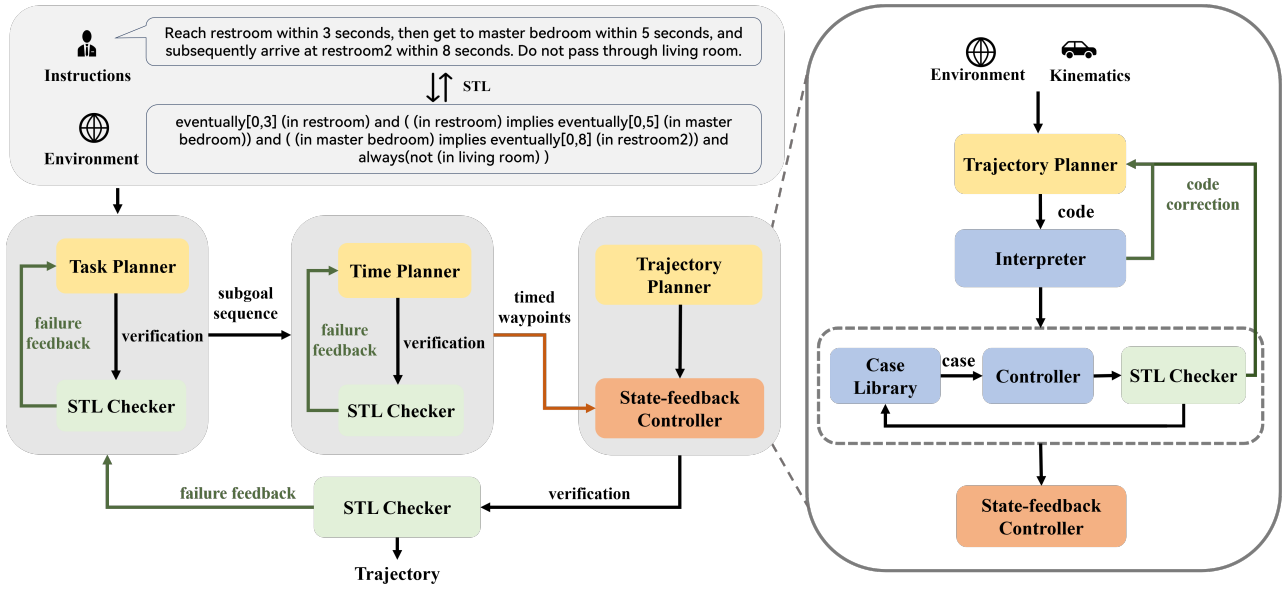 Reach restroom within 3 seconds, then get to master bedroom within 5 seconds, and
subsequently arrive at restroom2 within 8 seconds. Do not pass through living room.
Instructions
STL
eventually[0,3] (in restroom) and ( (in restroom) implies eventually[0,5] (in master
bedroom)) and ( (in master bedroom) implies eventually[0,8] (in restroom2)) and
always(not (in living room) )
Environment
Task Planner
failure
feedback
verification
STL Checker
subgoal
sequence
Time Planner
failure
feedback
verification
STL Checker
timed
waypoints
Trajectory
Planner
State-feedback
Controller
failure feedback
STL Checker
verification
Trajectory
Environment
Kinematics
Trajectory Planner
code
code
correction
Interpreter
Case
Library
case
Controller
STL Checker
State-feedback
Controller